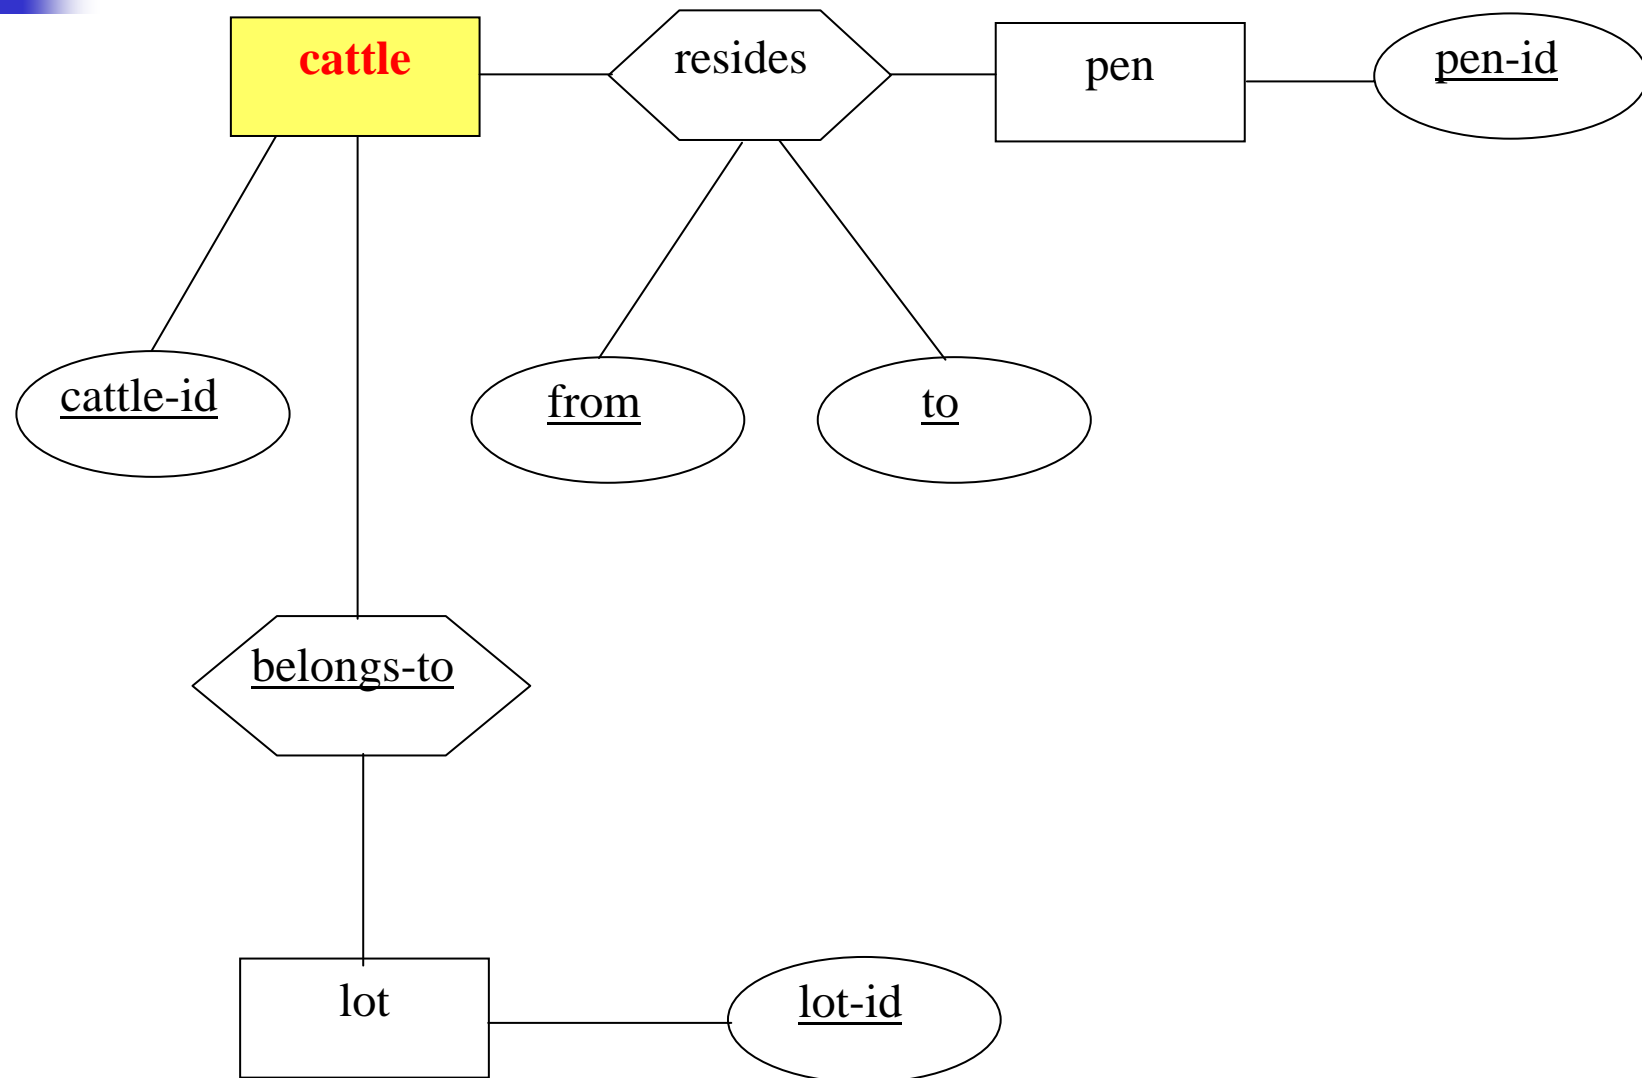 cattle
resides
pen
pen-id
cattle-id
from
to
belongs-to
lot
lot-id